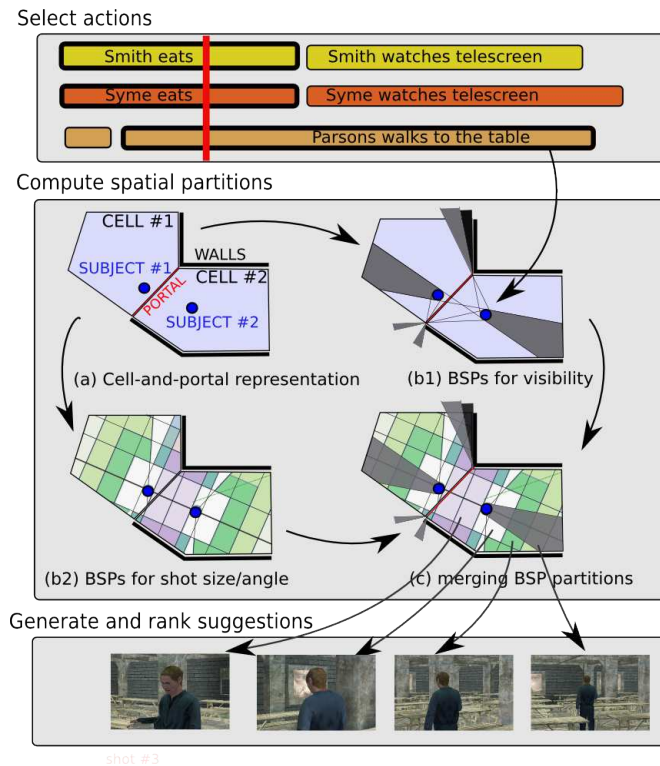 Select actions
Smith eats
Smith watches telescreen
Syme eats
Syme watches telescreen
Parsons walks to the table
Compute spatial partitions
CELL #1
WALLS
SUBJECT #1
CELL #2
PORTAL
SUBJECT #2
(a) Cell-and-portal representation
(b1) BSPs for visibility
(b2) BSPs for shot size/angle
(c) merging BSP partitions
Generate and rank suggestions
shot #3